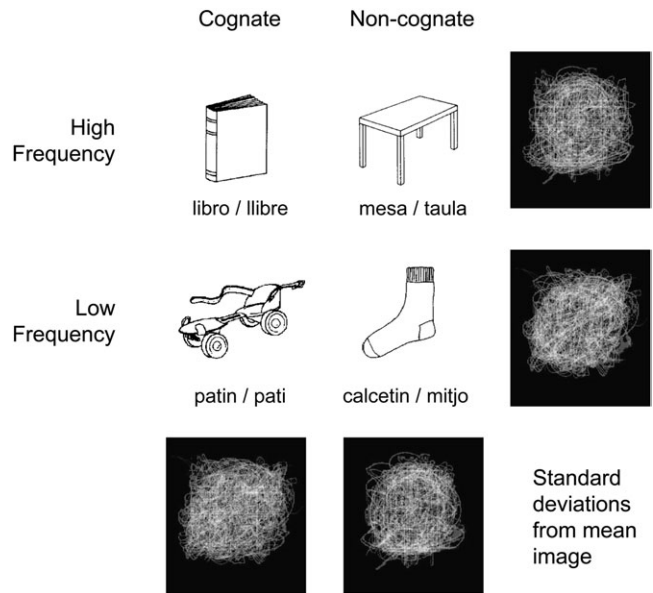 Cognate Non-cognate
High
Frequency
libro / llibre mesa / taula
Low
Frequency
patin / pati calcetin / mitjo
Standard
deviations
from mean
image